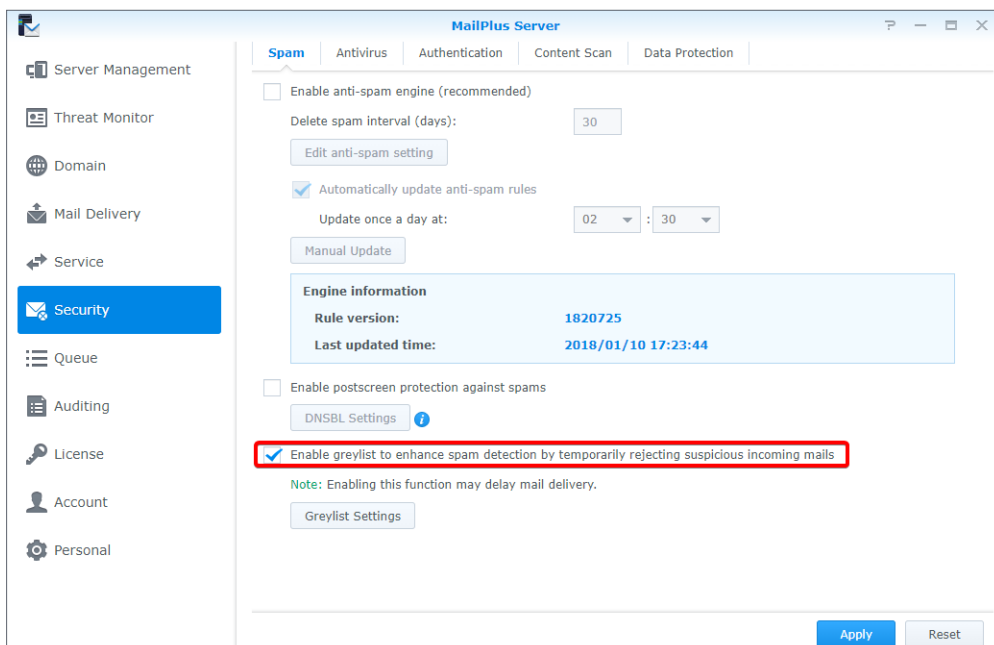 MailPlus Server
Server Management
Threat Monitor
Domain
Mail Delivery
Service
Security
Queue
Auditing
License
Account
Personal
Spam Antivirus Authentication Content Scan Data Protection
Enable anti-spam engine (recommended)
Delete spam interval (days): 30
Edit anti-spam setting
Automatically update anti-spam rules
Update once a day at: 02 : 30
Manual Update
Engine information
Rule version: 1820725
Last updated time: 2018/01/10 17:23:44
Enable postscreen protection against spams
DNSBL Settings i
Enable greylist to enhance spam detection by temporarily rejecting suspicious incoming mails
Note: Enabling this function may delay mail delivery.
Greylist Settings
Apply Reset